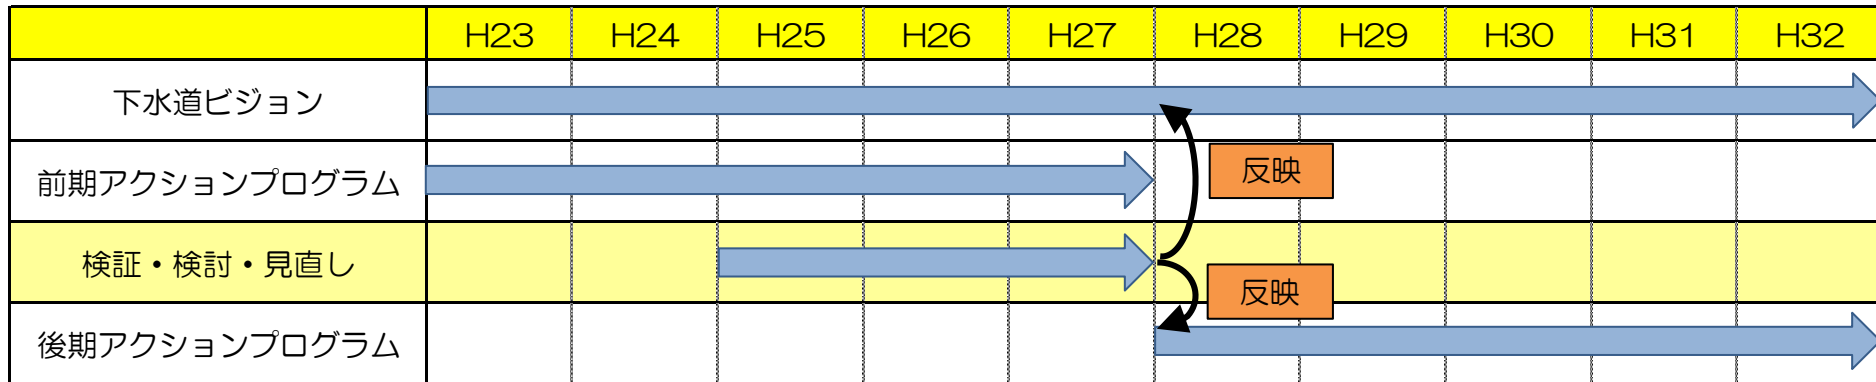 H23 H24 H25 H26 H27 H28 H29 H30 H31 H32
下水道ビジョン
前期アクションプログラム
反映
検証・検討・見直し
反映
後期アクションプログラム